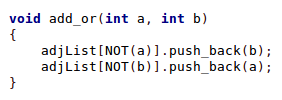 void add_or(int a, int b)
{
    adjList[NOT(a)].push_back(b);
    adjList[NOT(b)].push_back(a);
}